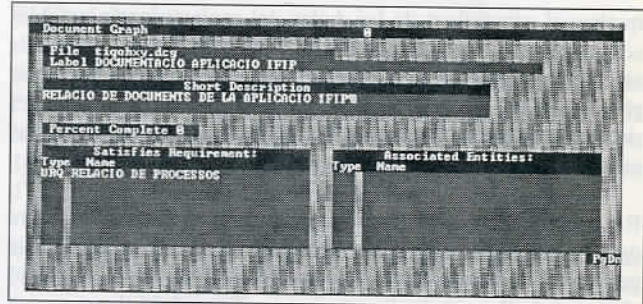 Document Graph
File tigohxy.dcg
Label DOCUMENTACIO APLICACIO IFIP
Short Description
RELACIO DE DOCUMENTS DE LA APLICACIO IFIP
Percent Complete 0
Satisfies Requirement:
Type Name
URQ RELACIO DE PROCESSOS
Associated Entities:
Type Name
PgDn